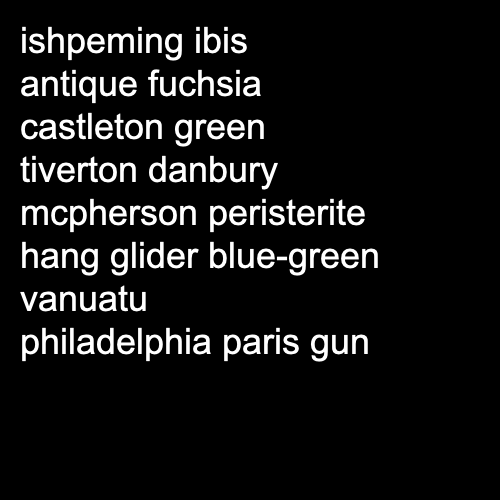 ishpeming ibis
antique fuchsia
castleton green
tiverton danbury
mcpherson peristerite
hang glider blue-green
vanuatu
philadelphia paris gun